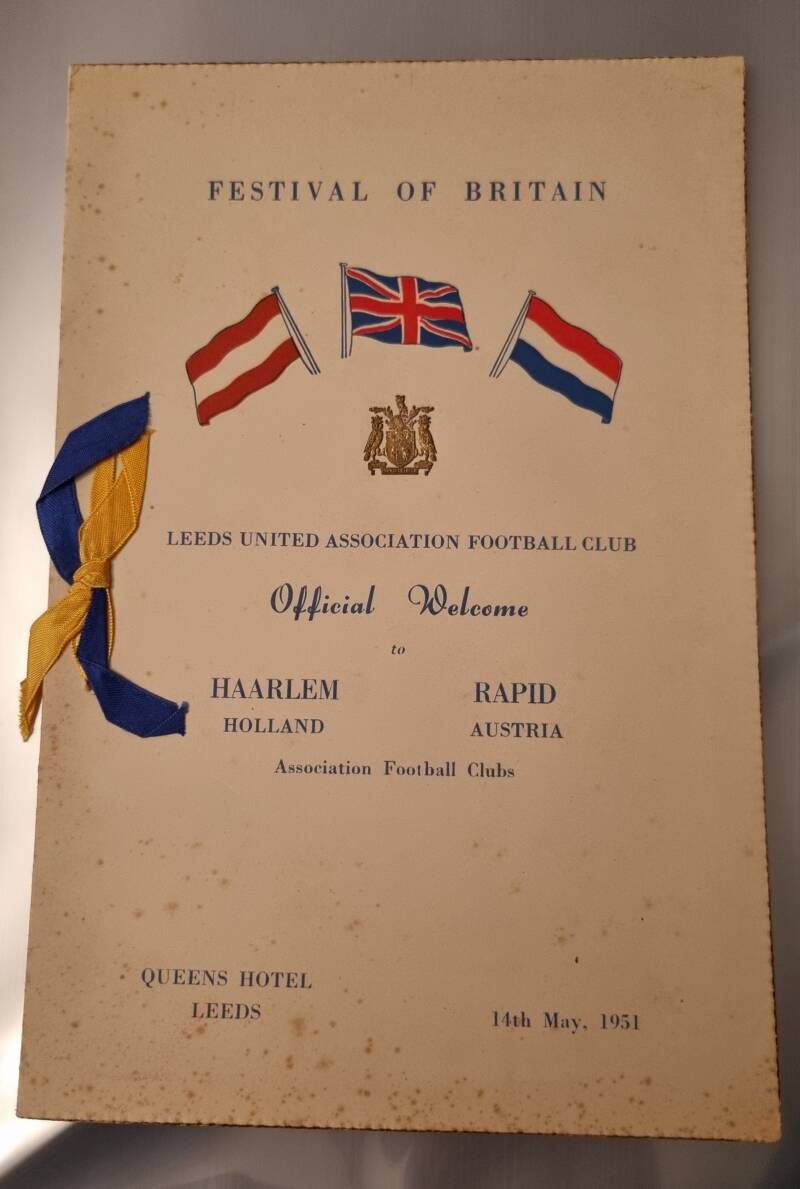 FESTIVAL OF BRITAIN
LEEDS UNITED ASSOCIATION FOOTBALL CLUB
Official Welcome
to
HAARLEM RAPID
HOLLAND AUSTRIA
Association Football Clubs
QUEENS HOTEL
LEEDS
14th May, 1951